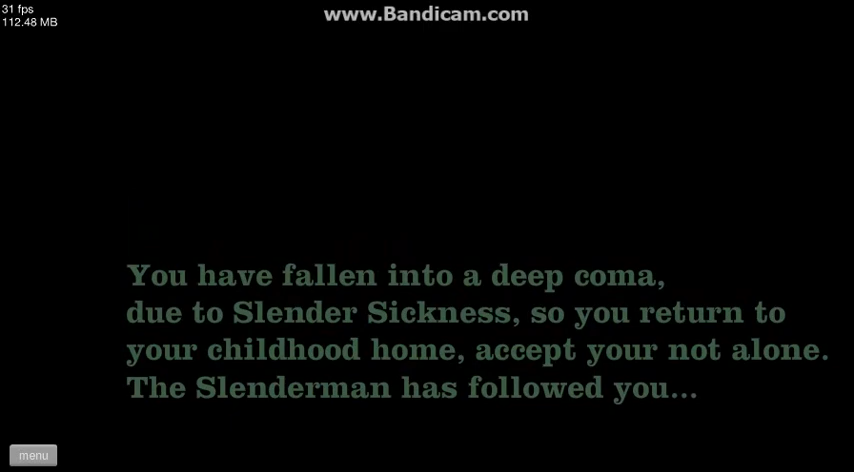 31 fps
112.48 MB
www.Bandicam.com
You have fallen into a deep coma,
due to Slender Sickness, so you return to
your childhood home, accept your not alone.
The Slenderman has followed you...
menu